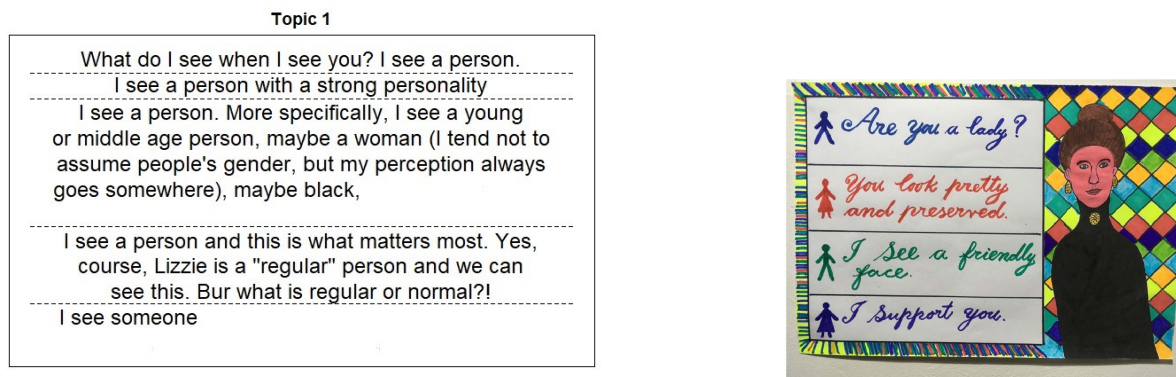 Topic 1
What do I see when I see you? I see a person.
I see a person with a strong personality
I see a person. More specifically, I see a young
or middle age person, maybe a woman (I tend not to
assume people's gender, but my perception always
goes somewhere), maybe black,
I see a person and this is what matters most. Yes,
course, Lizzie is a "regular" person and we can
see this. Bur what is regular or normal?!
I see someone
Are you a lady?
You look pretty
and preserved.
I see a friendly
face.
I support you.